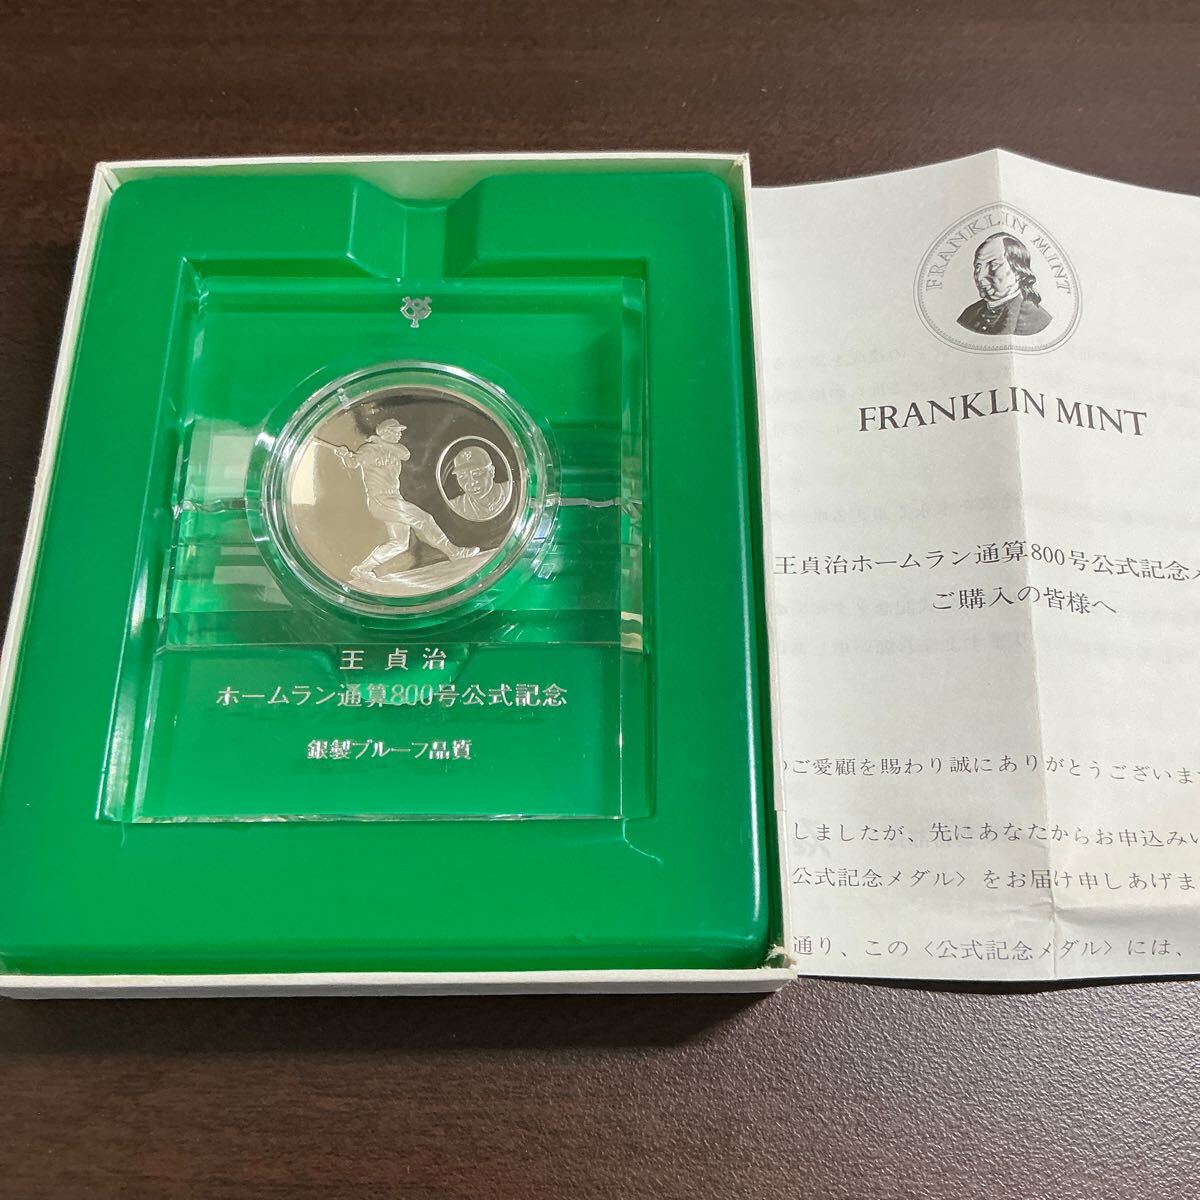 王 貞 治
ホームラン通算800号公式記念
銀製プルーフ品質
GIANTS
FRANKLIN MINT
FRANKLIN MINT
王貞治ホームラン通算800号公式記念メ
ご購入の皆様へ
ご愛顧を賜わり誠にありがとうございま
しましたが、先にあなたからお申込みい
公式記念メダル〉をお届け申しあげま
通り、この〈公式記念メダル〉には、